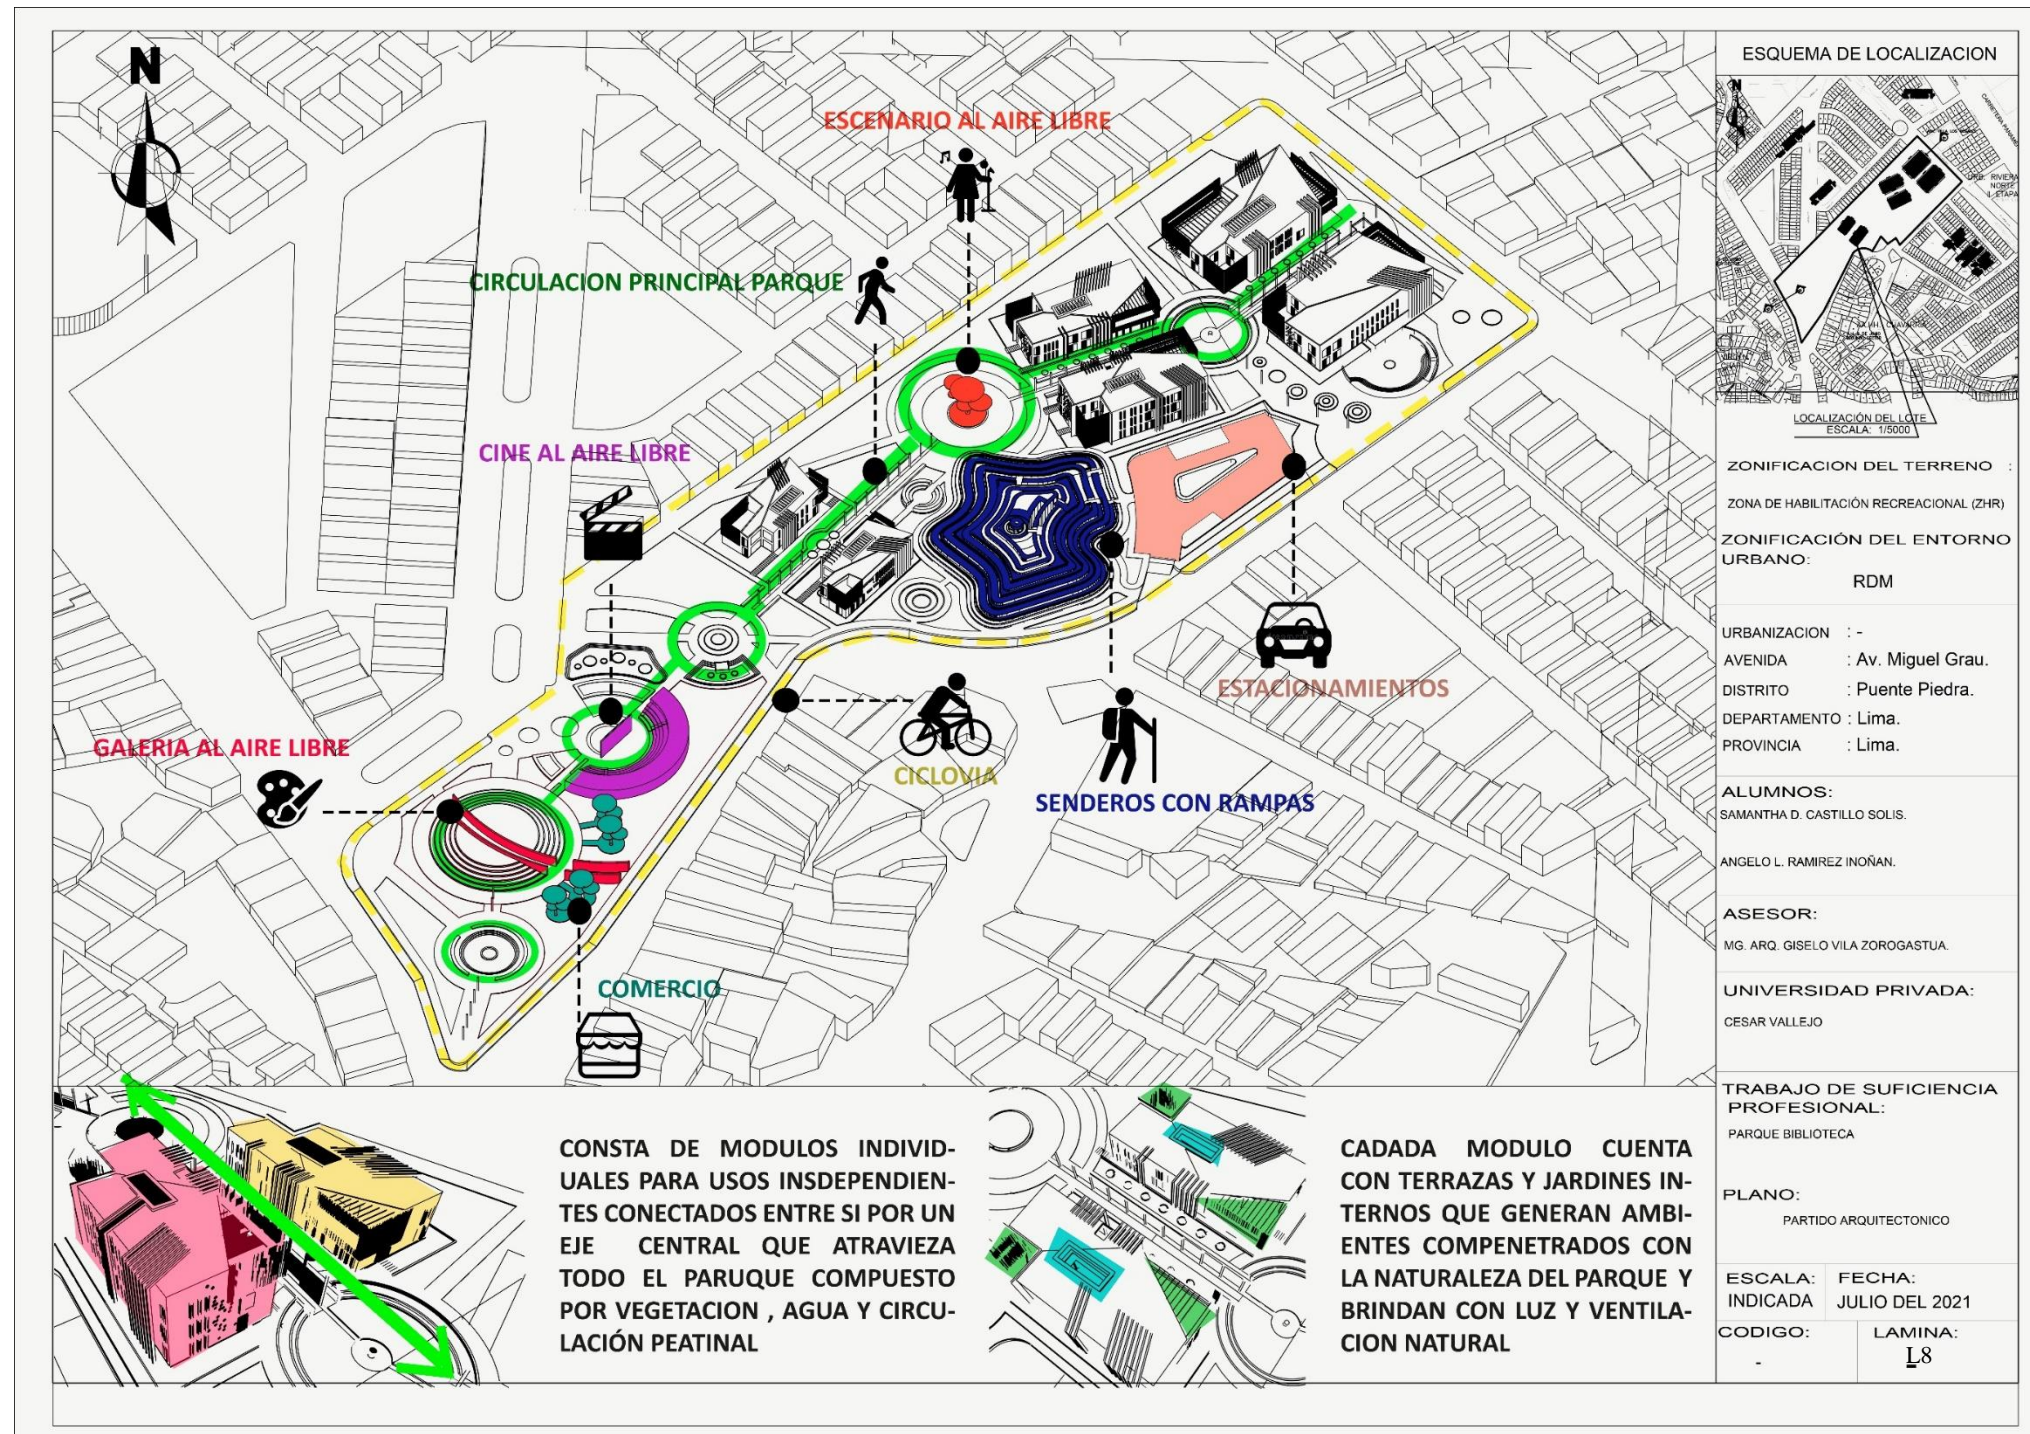 N
ESCENARIO AL AIRE LIBRE
CIRCULACION PRINCIPAL PARQUE
CINE AL AIRE LIBRE
GALERIA AL AIRE LIBRE
ESTACIONAMIENTOS
CICLOVIA
SENDEROS CON RAMPAS
COMERCIO
CONSTA DE MODULOS INDIVID-
UALES PARA USOS INSDEPENDIEN-
TES CONECTADOS ENTRE SI POR UN
EJE CENTRAL QUE ATRAVIEZA
TODO EL PARUQUE COMPUESTO
POR VEGETACION , AGUA Y CIRCU-
LACIÓN PEATINAL
CADADA MODULO CUENTA
CON TERRAZAS Y JARDINES IN-
TERNOS QUE GENERAN AMBI-
ENTES COMPENETRADOS CON
LA NATURALEZA DEL PARQUE Y
BRINDAN CON LUZ Y VENTILA-
CION NATURAL
ESQUEMA DE LOCALIZACION
N
URB. RIVIERA
NORTE
II ETAPA
LOCALIZACIÓN DEL LOTE
ESCALA: 1/5000
ZONIFICACION DEL TERRENO :
ZONA DE HABILITACIÓN RECREACIONAL (ZHR)
ZONIFICACIÓN DEL ENTORNO
URBANO:
RDM
URBANIZACION : -
AVENIDA : Av. Miguel Grau.
DISTRITO : Puente Piedra.
DEPARTAMENTO : Lima.
PROVINCIA : Lima.
ALUMNOS:
SAMANTHA D. CASTILLO SOLIS.
ANGELO L. RAMIREZ INOÑAN.
ASESOR:
MG. ARQ. GISELO VILA ZOROGASTUA.
UNIVERSIDAD PRIVADA:
CESAR VALLEJO
TRABAJO DE SUFICIENCIA
PROFESIONAL:
PARQUE BIBLIOTECA
PLANO:
PARTIDO ARQUITECTONICO
ESCALA: FECHA:
INDICADA JULIO DEL 2021
CODIGO: LAMINA:
- L8